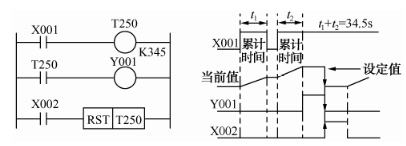 X001
T250
K345
T250
Y001
X002
RST T250
t₁
t₂
t₁+t₂=34.5s
X001
累计时间
累计时间
当前值
设定值
Y001
X002